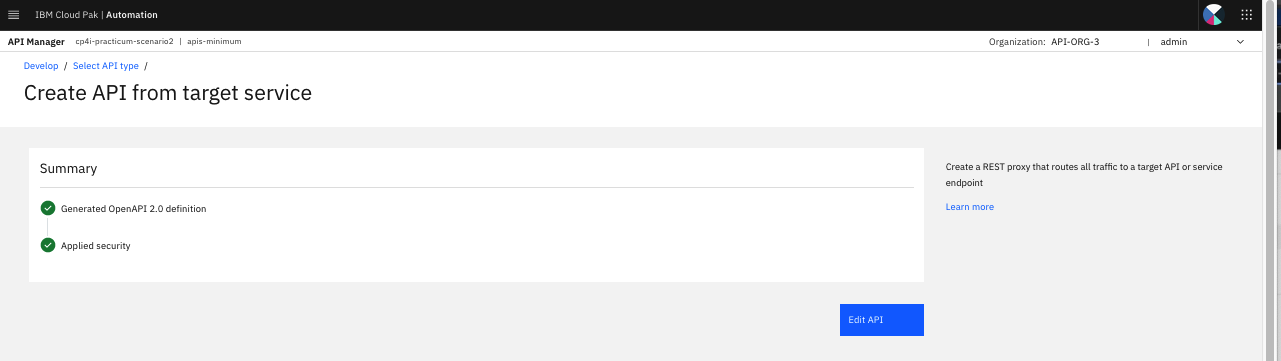 IBM Cloud Pak | Automation
API Manager cp4i-practicum-scenario2 | apis-minimum Organization: API-ORG-3 | admin
Develop / Select API type /
Create API from target service
Summary
Generated OpenAPI 2.0 definition
Applied security
Edit API
Create a REST proxy that routes all traffic to a target API or service
endpoint
Learn more